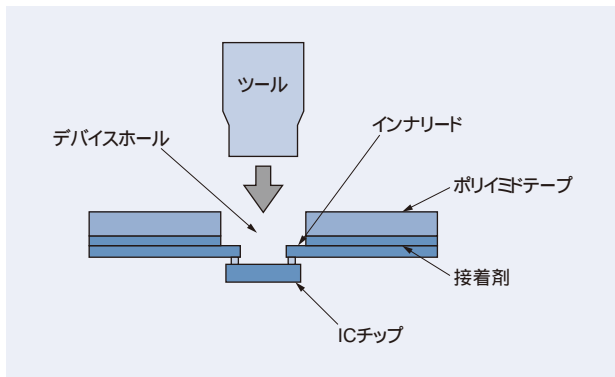 ツール
デバイスホール
インナリード
ポリイミドテープ
接着剤
ICチップ